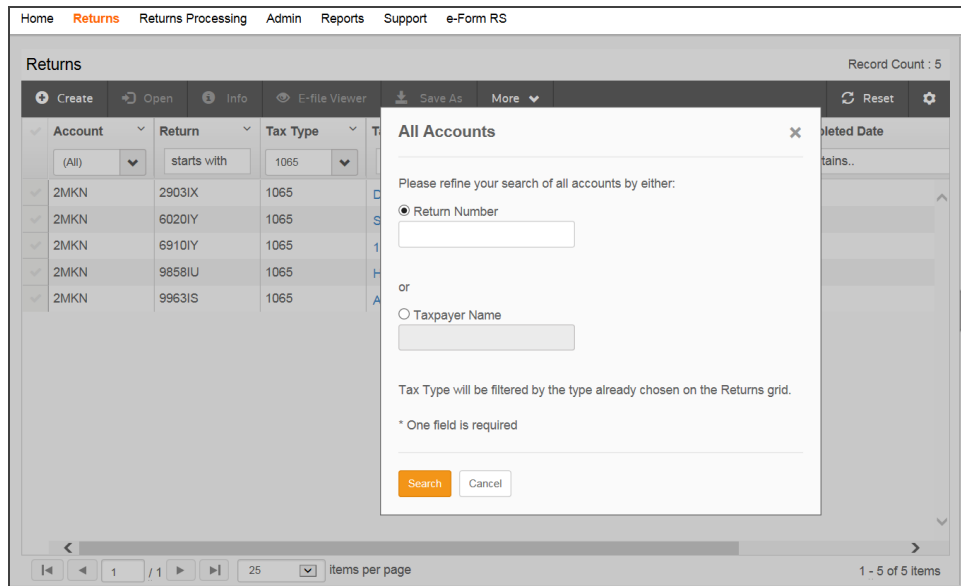 Home Returns Returns Processing Admin Reports Support e-Form RS
Returns Record Count : 5
Create Open Info E-file Viewer Save As More Reset
Account Return Tax Type pleted Date
(All) starts with 1065 tains..
2MKN 2903IX 1065 D
2MKN 6020IY 1065 S
2MKN 6910IY 1065 1
2MKN 9858IU 1065 H
2MKN 9963IS 1065 A
All Accounts
Please refine your search of all accounts by either:
Return Number
or
Taxpayer Name
Tax Type will be filtered by the type already chosen on the Returns grid.
* One field is required
Search Cancel
1 / 1 25 items per page 1 - 5 of 5 items